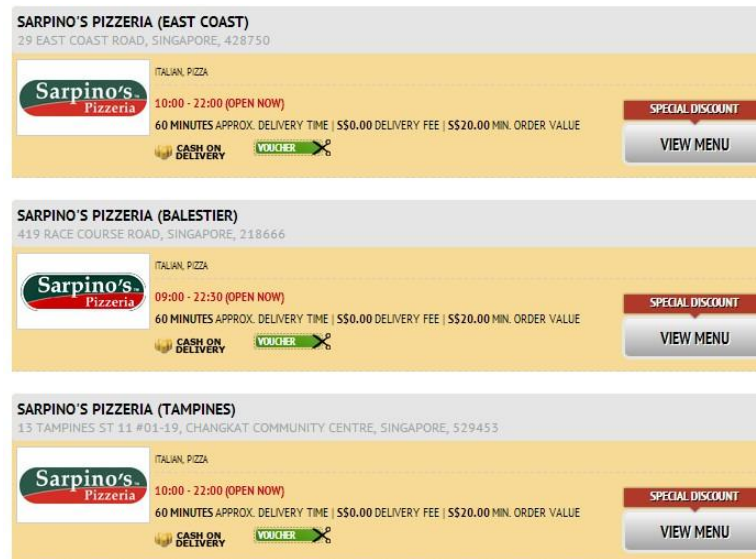 SARPINO'S PIZZERIA (EAST COAST)
29 EAST COAST ROAD, SINGAPORE, 428750
Sarpino's
Pizzeria
ITALIAN, PIZZA
10:00 - 22:00 (OPEN NOW)
60 MINUTES APPROX. DELIVERY TIME | S$0.00 DELIVERY FEE | S$20.00 MIN. ORDER VALUE
CASH ON
DELIVERY
VOUCHER
SPECIAL DISCOUNT
VIEW MENU
SARPINO'S PIZZERIA (BALESTIER)
419 RACE COURSE ROAD, SINGAPORE, 218666
Sarpino's
Pizzeria
ITALIAN, PIZZA
09:00 - 22:30 (OPEN NOW)
60 MINUTES APPROX. DELIVERY TIME | S$0.00 DELIVERY FEE | S$20.00 MIN. ORDER VALUE
CASH ON
DELIVERY
VOUCHER
SPECIAL DISCOUNT
VIEW MENU
SARPINO'S PIZZERIA (TAMPINES)
13 TAMPINES ST 11 #01-19, CHANGKAT COMMUNITY CENTRE, SINGAPORE, 529453
Sarpino's
Pizzeria
ITALIAN, PIZZA
10:00 - 22:00 (OPEN NOW)
60 MINUTES APPROX. DELIVERY TIME | S$0.00 DELIVERY FEE | S$20.00 MIN. ORDER VALUE
CASH ON
DELIVERY
VOUCHER
SPECIAL DISCOUNT
VIEW MENU